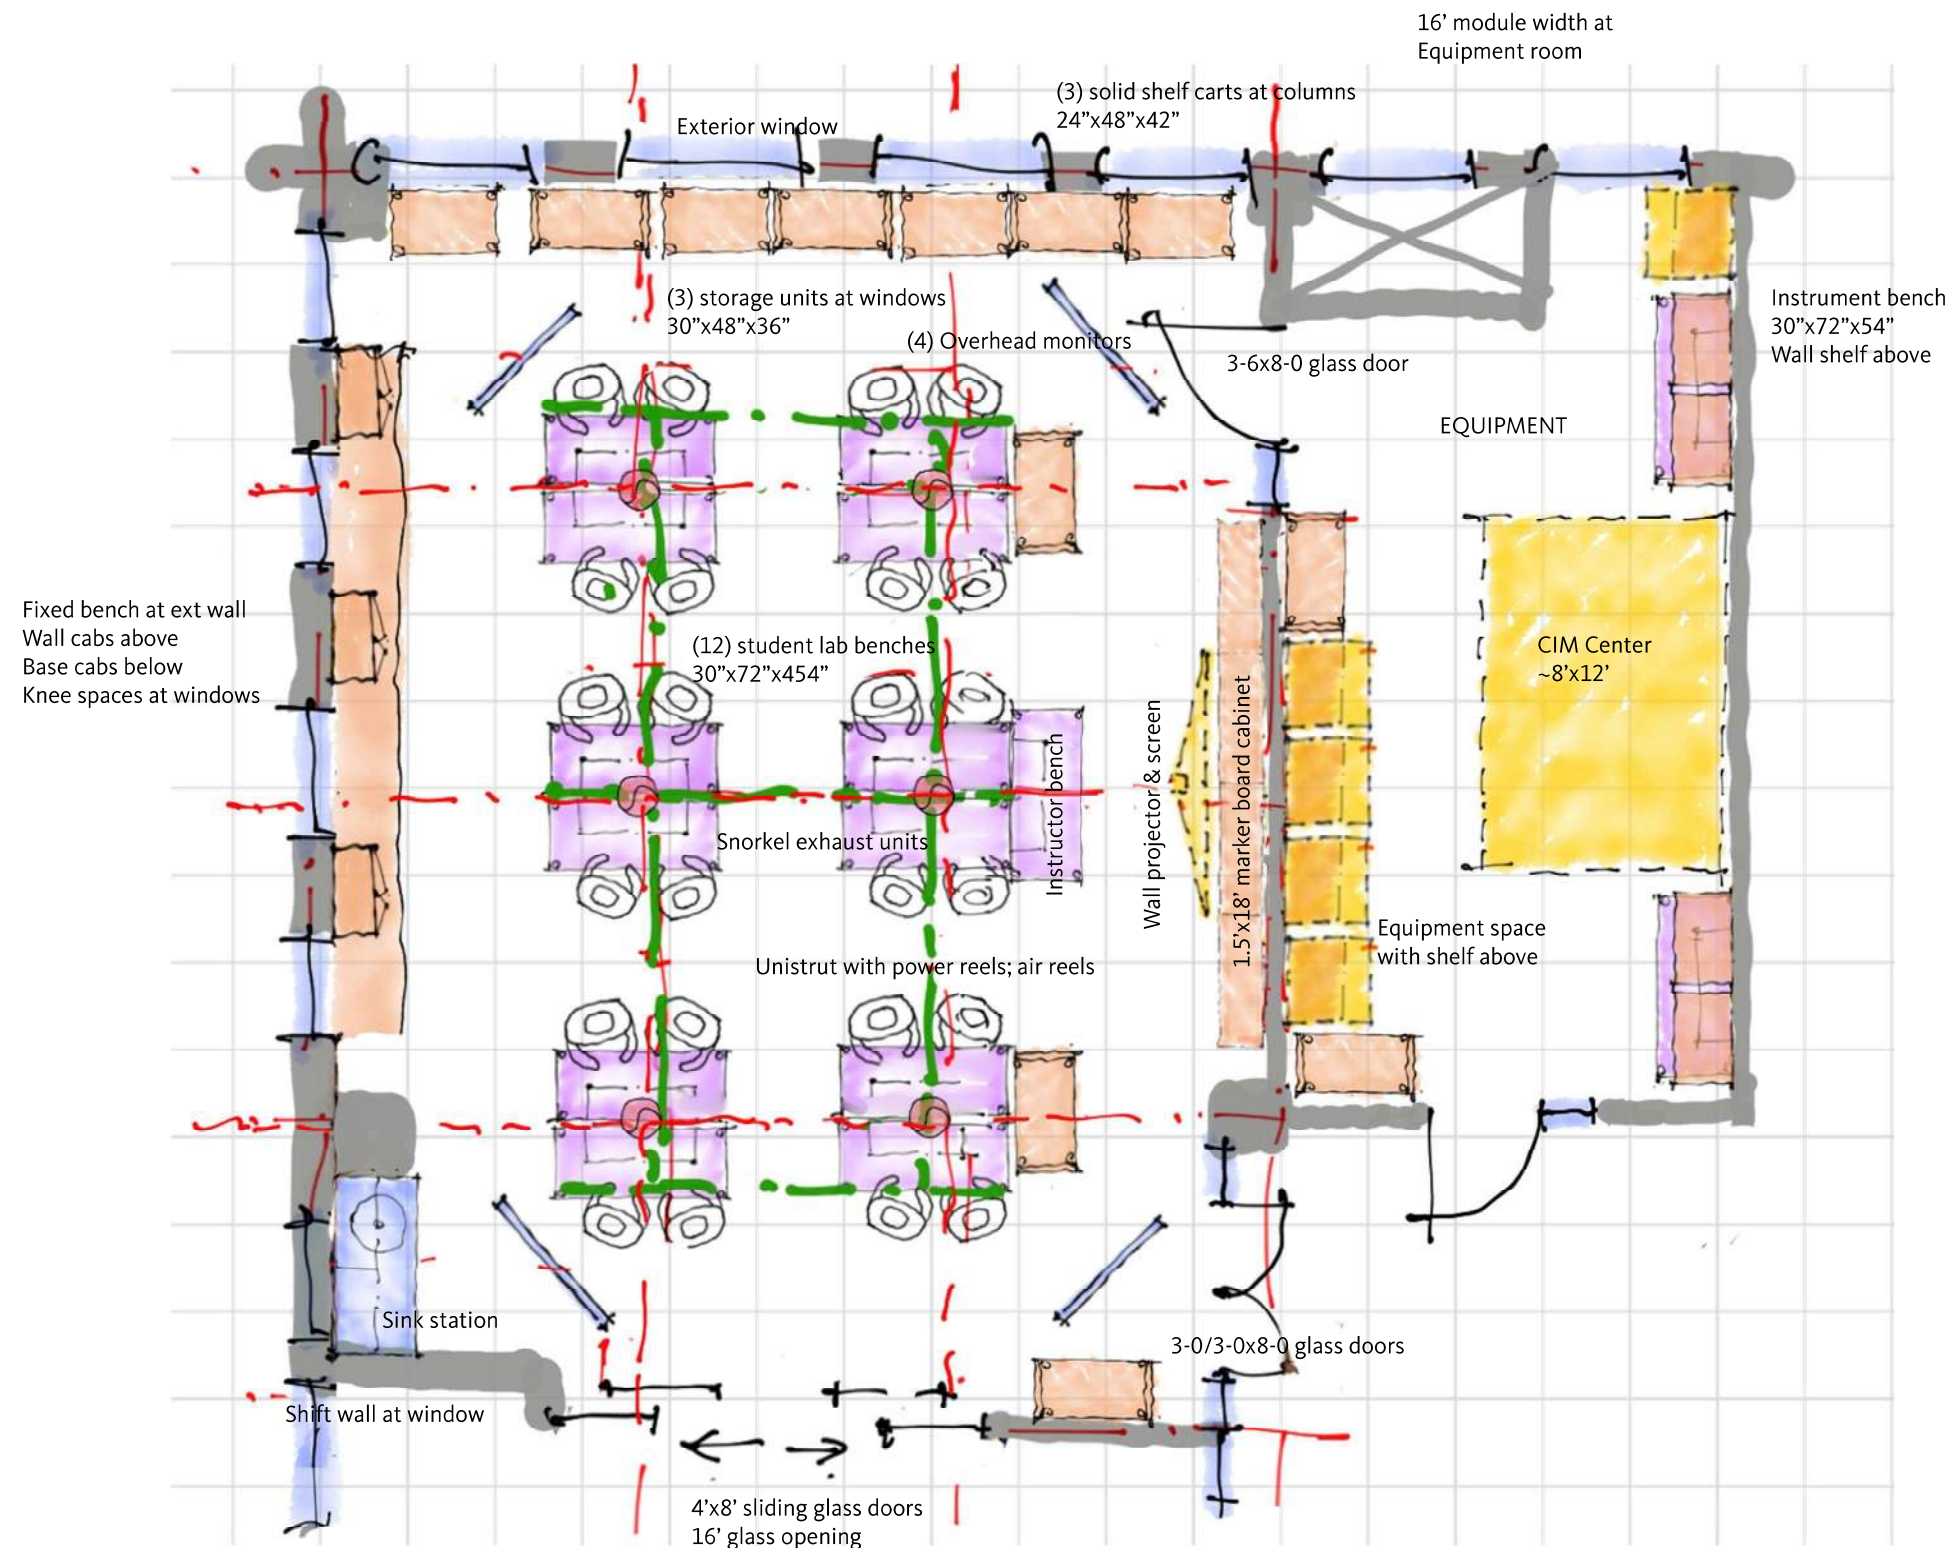 16’ module width at
Equipment room
(3) solid shelf carts at columns
24”x48”x42”
Exterior window
(3) storage units at windows
30”x48”x36”
(4) Overhead monitors
3-6x8-0 glass door
Instrument bench
30”x72”x54”
Wall shelf above
EQUIPMENT
Fixed bench at ext wall
Wall cabs above
Base cabs below
Knee spaces at windows
(12) student lab benches
30”x72”x454”
CIM Center
~8’x12’
Instructor bench
Wall projector & screen
1.5’x18’ marker board cabinet
Snorkel exhaust units
Equipment space
with shelf above
Unistrut with power reels; air reels
Sink station
3-0/3-0x8-0 glass doors
Shift wall at window
4’x8’ sliding glass doors
16’ glass opening